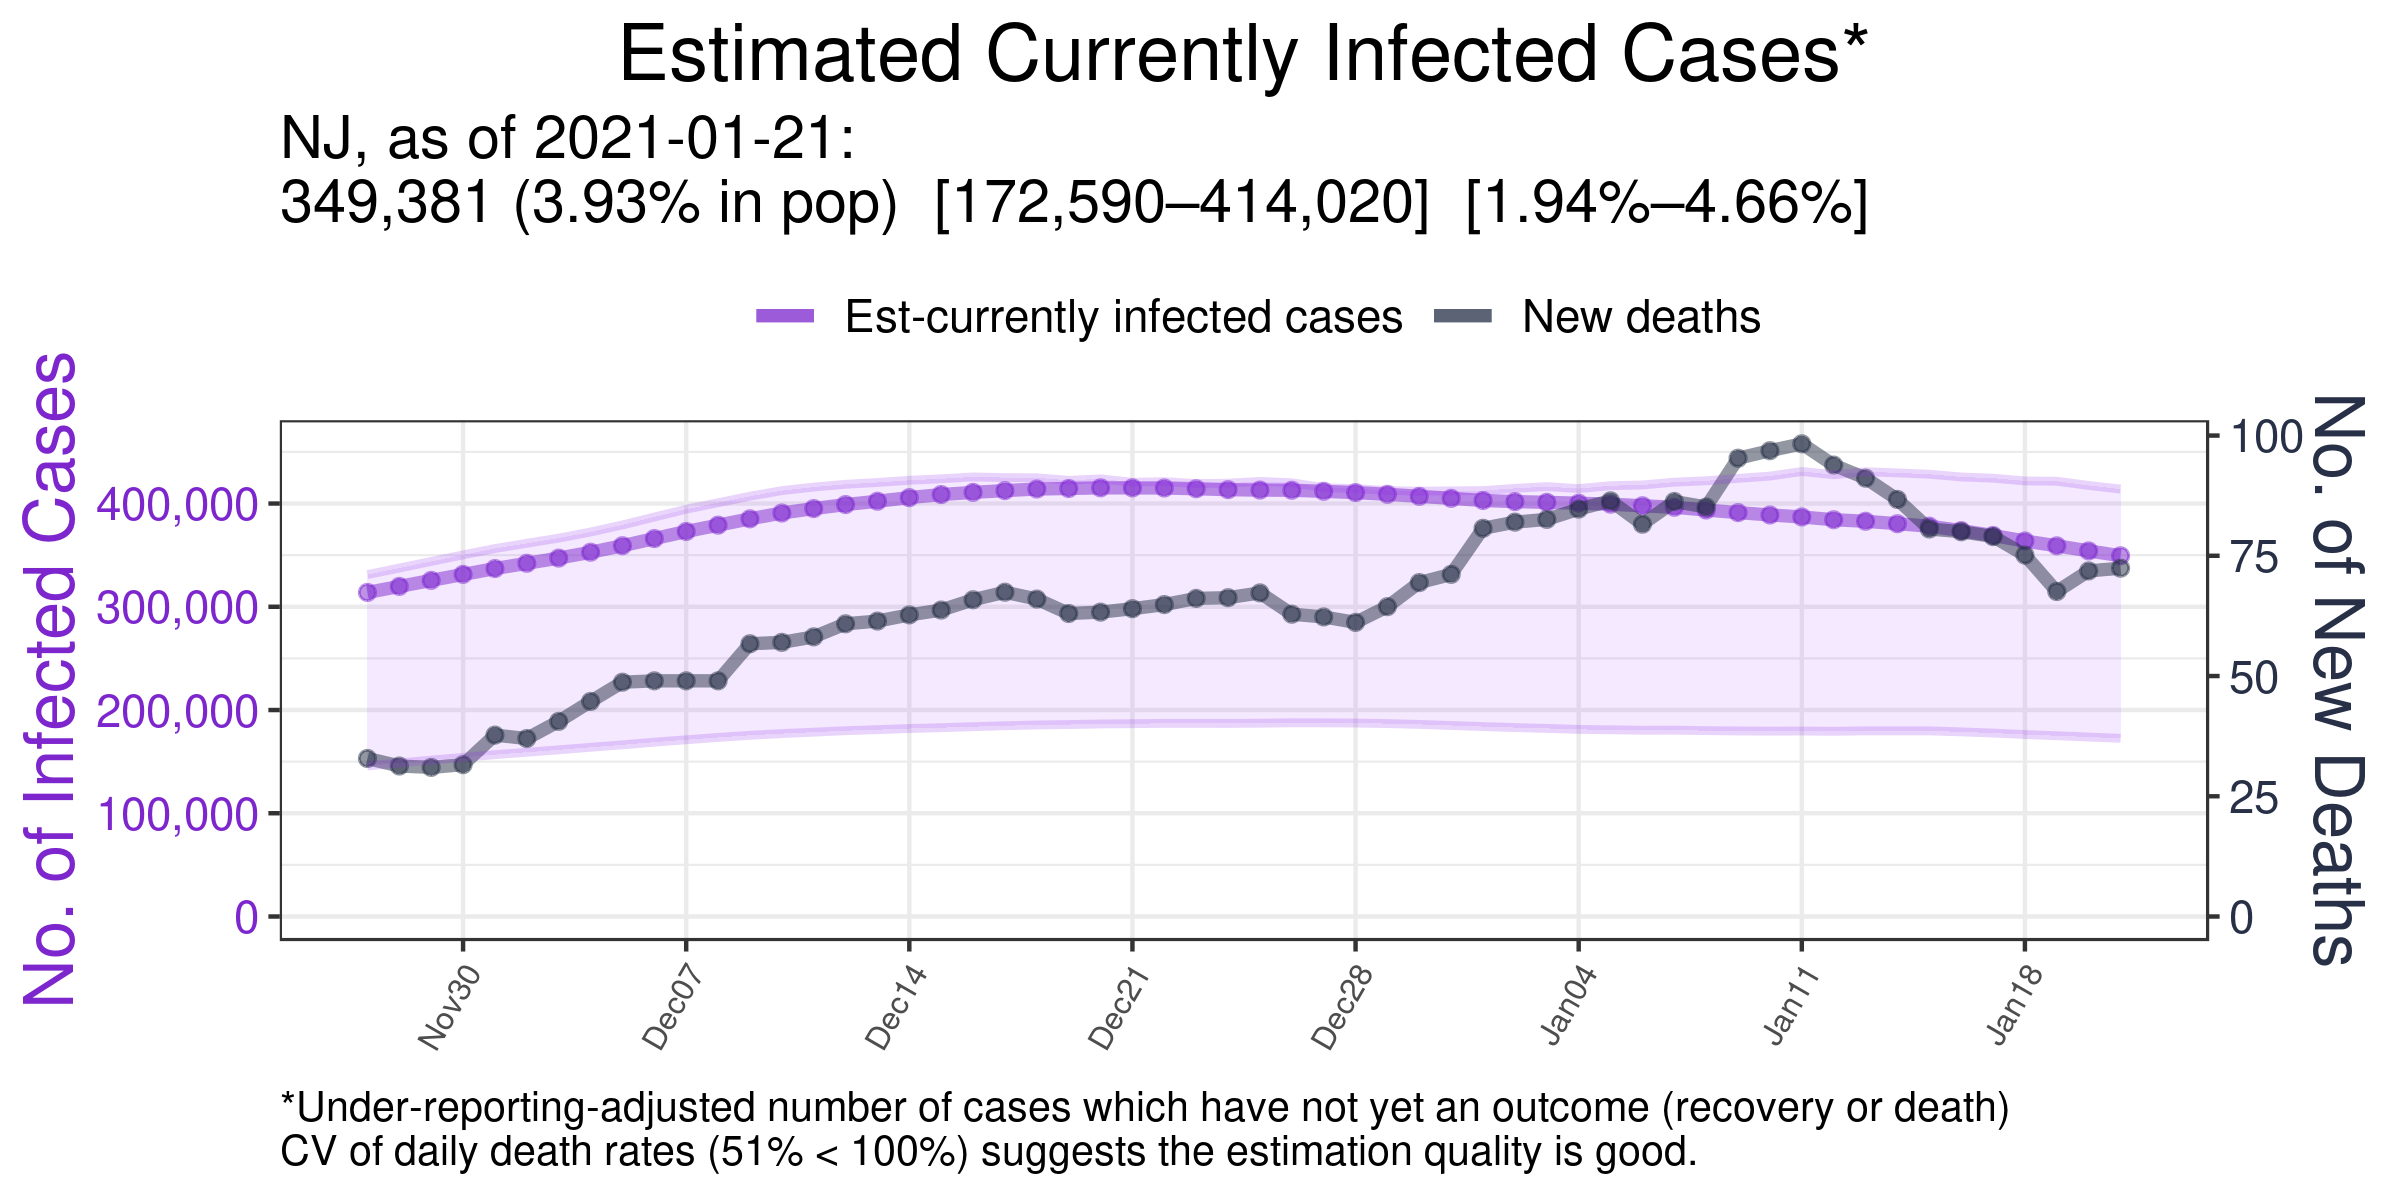 Estimated Currently Infected Cases*
NJ, as of 2021-01-21:
349,381 (3.93% in pop) [172,590–414,020] [1.94%–4.66%]
Est-currently infected cases
New deaths
No. of Infected Cases
400,000
300,000
200,000
100,000
0
100
75
50
25
0
No. of New Deaths
Nov30
Dec07
Dec14
Dec21
Dec28
Jan04
Jan11
Jan18
*Under-reporting-adjusted number of cases which have not yet an outcome (recovery or death)
CV of daily death rates (51% < 100%) suggests the estimation quality is good.